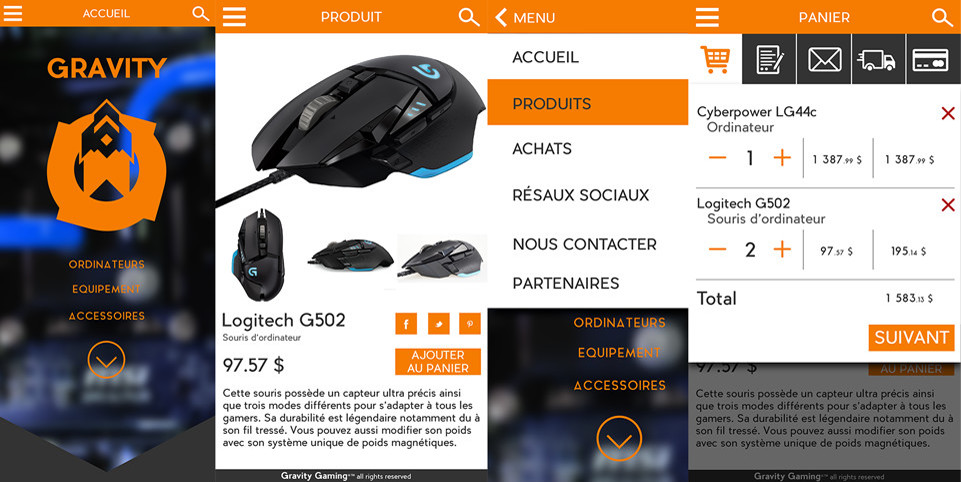 ACCUEIL
GRAVITY
ORDINATEURS
EQUIPEMENT
ACCESSOIRES
PRODUIT
G
G
Logitech G502
Souris d'ordinateur
97.57 $
AJOUTER
AU PANIER
Cette souris possède un capteur ultra précis ainsi
que trois modes différents pour s'adapter à tous les
gamers. Sa durabilité est légendaire notamment du à
son fil tressé. Vous pouvez aussi modifier son poids
avec son système unique de poids magnétiques.
Gravity Gaming®™ all rights reserved
MENU
ACCUEIL
PRODUITS
ACHATS
RÉSAUX SOCIAUX
NOUS CONTACTER
PARTENAIRES
ORDINATEURS
EQUIPEMENT
ACCESSOIRES
PANIER
Cyberpower LG44c
Ordinateur
− 1 + 1 387.99 $ 1 387.99 $
Logitech G502
Souris d'ordinateur
− 2 + 97.57 $ 195.14 $
Total 1 583.13 $
SUIVANT
97.57 $
AU PANIER
Cette souris possède un capteur ultra précis ainsi
que trois modes différents pour s'adapter à tous les
gamers. Sa durabilité est légendaire notamment du à
son fil tressé. Vous pouvez aussi modifier son poids
avec son système unique de poids magnétiques.
Gravity Gaming®™ all rights reserved